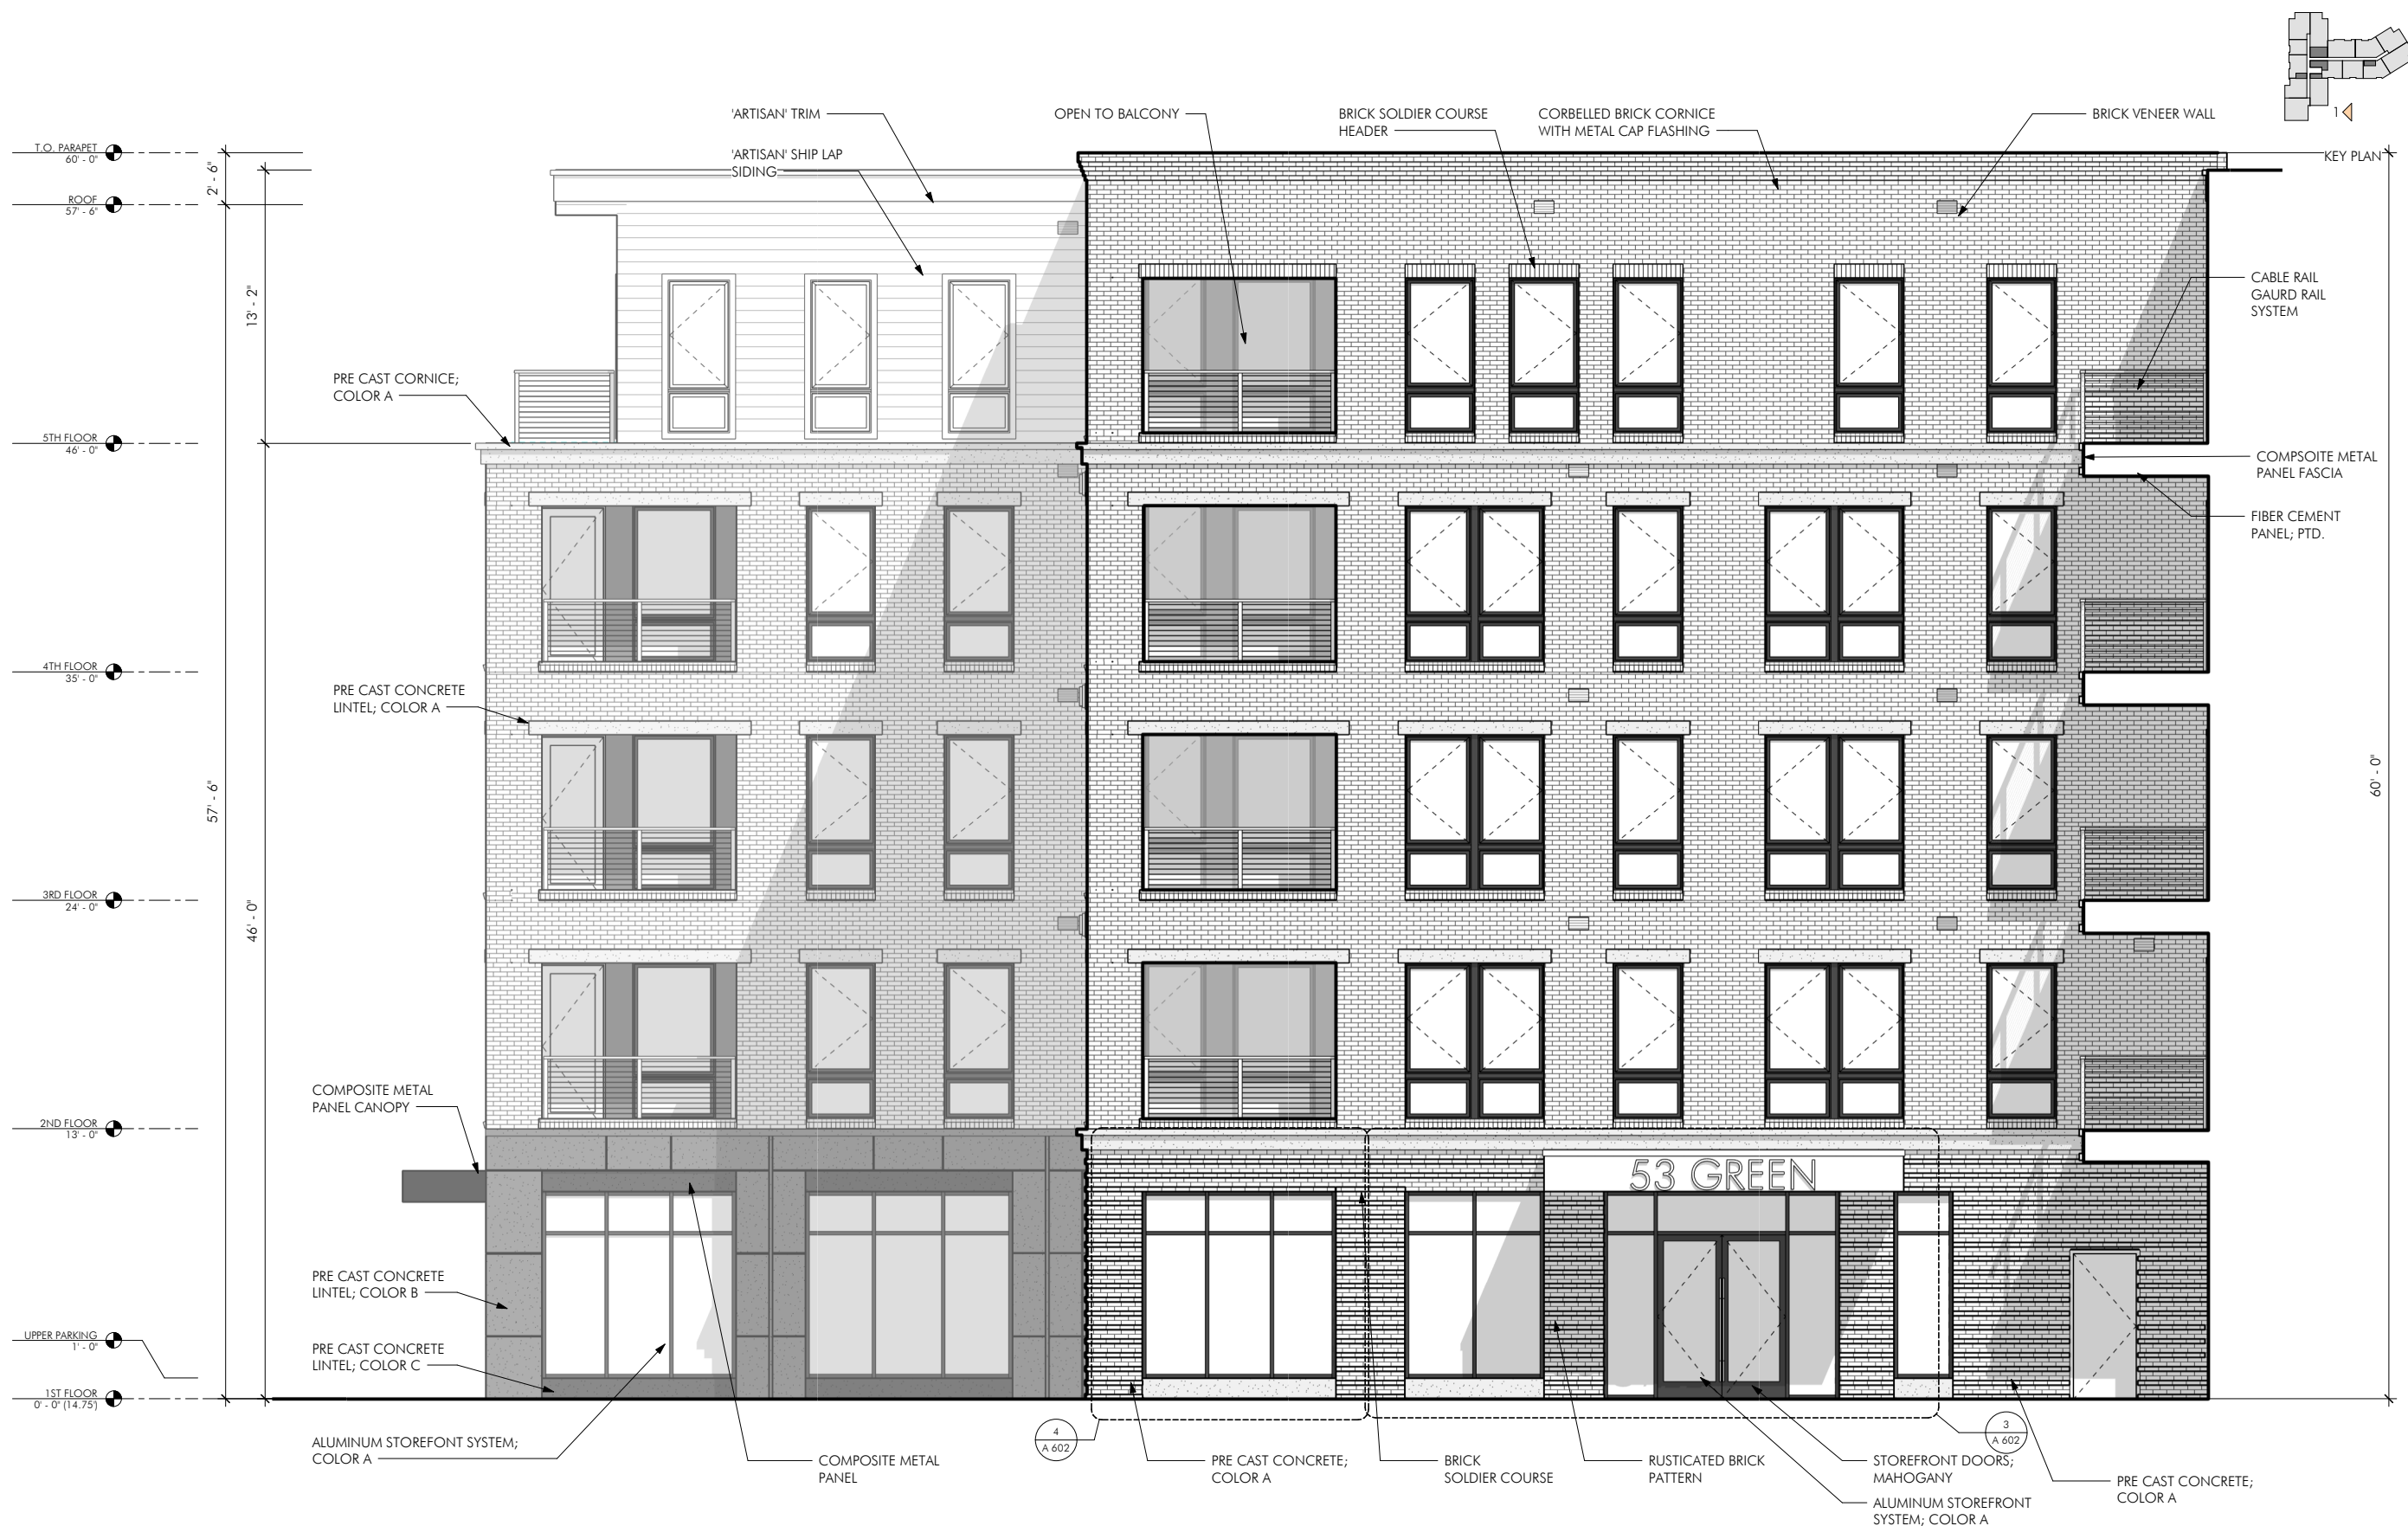 1
KEY PLAN
'ARTISAN' TRIM
'ARTISAN' SHIP LAP
SIDING
OPEN TO BALCONY
BRICK SOLDIER COURSE
HEADER
CORBELLED BRICK CORNICE
WITH METAL CAP FLASHING
BRICK VENEER WALL
T.O. PARAPET
60' - 0"
ROOF
57' - 6"
5TH FLOOR
46' - 0"
4TH FLOOR
35' - 0"
3RD FLOOR
24' - 0"
2ND FLOOR
13' - 0"
UPPER PARKING
1' - 0"
1ST FLOOR
0' - 0" (14.75')
2' - 6"
57' - 6"
13' - 2"
46' - 0"
PRE CAST CORNICE;
COLOR A
PRE CAST CONCRETE
LINTEL; COLOR A
COMPOSITE METAL
PANEL CANOPY
PRE CAST CONCRETE
LINTEL; COLOR B
PRE CAST CONCRETE
LINTEL; COLOR C
CABLE RAIL
GAURD RAIL
SYSTEM
COMPSOITE METAL
PANEL FASCIA
FIBER CEMENT
PANEL; PTD.
60' - 0"
53 GREEN
ALUMINUM STOREFONT SYSTEM;
COLOR A
COMPOSITE METAL
PANEL
4
A 602
PRE CAST CONCRETE;
COLOR A
BRICK
SOLDIER COURSE
RUSTICATED BRICK
PATTERN
3
A 602
STOREFRONT DOORS;
MAHOGANY
ALUMINUM STOREFRONT
SYSTEM; COLOR A
PRE CAST CONCRETE;
COLOR A